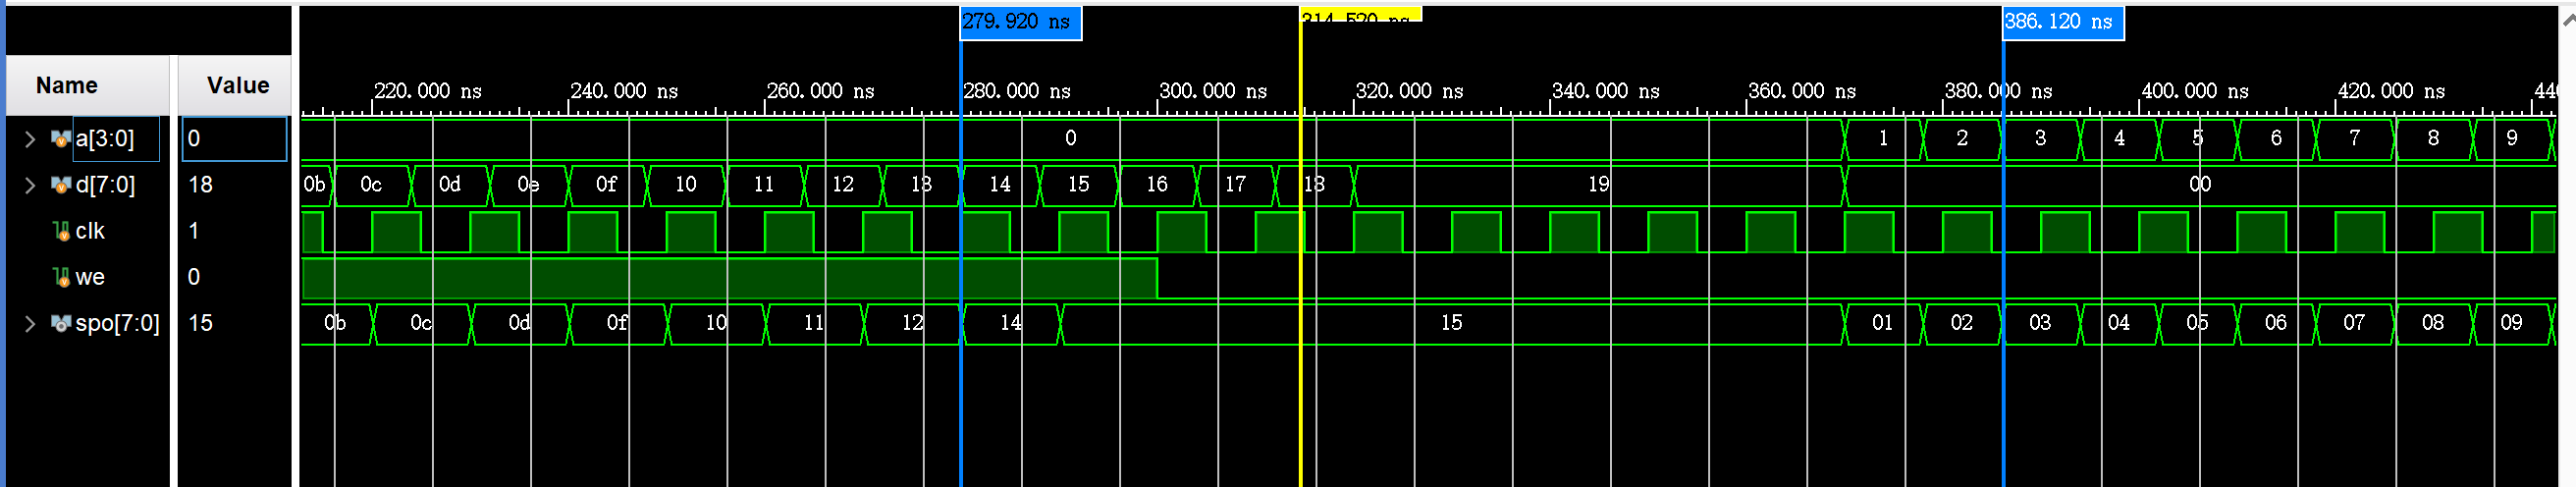 279.920 ns 314.520 ns 386.120 ns
Name Value 220.000 ns 240.000 ns 260.000 ns 280.000 ns 300.000 ns 320.000 ns 340.000 ns 360.000 ns 380.000 ns 400.000 ns 420.000 ns 440
a[3:0] 0 0 1 2 3 4 5 6 7 8 9
d[7:0] 18 0b 0c 0d 0e 0f 10 11 12 13 14 15 16 17 18 19 00
clk 1
we 0
spo[7:0] 15 0b 0c 0d 0f 10 11 12 14 15 01 02 03 04 05 06 07 08 09